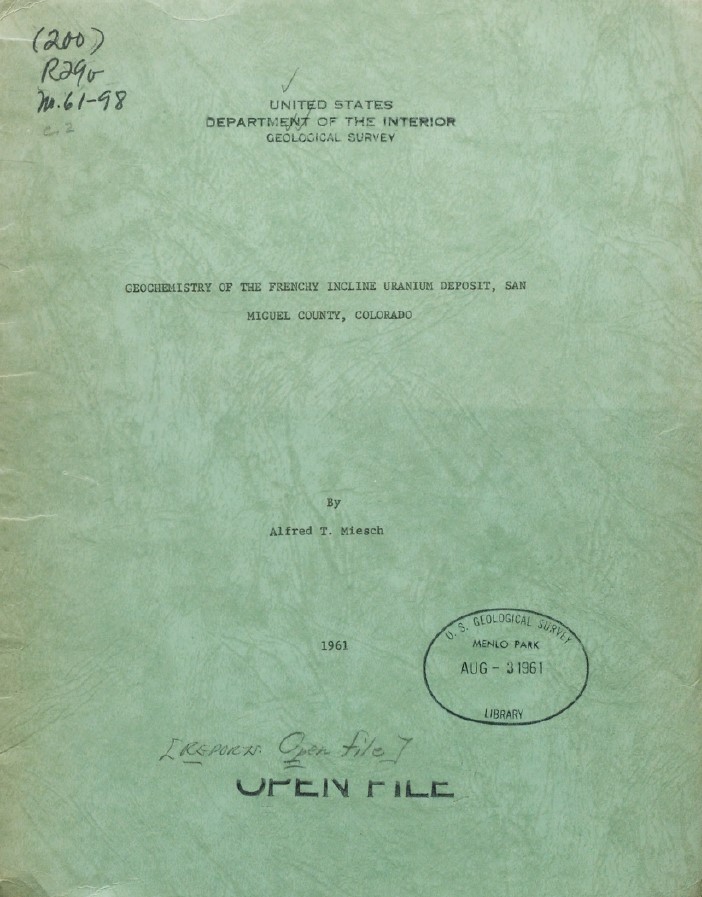 (200)
R29o
no.61-98
c.2
UNITED STATES
DEPARTMENT OF THE INTERIOR
GEOLOGICAL SURVEY
GEOCHEMISTRY OF THE FRENCHY INCLINE URANIUM DEPOSIT, SAN
MIGUEL COUNTY, COLORADO
By
Alfred T. Miesch
1961
U. S. GEOLOGICAL SURVEY
MENLO PARK
AUG - 3 1961
LIBRARY
[REPORTS. Open file]
OPEN FILE